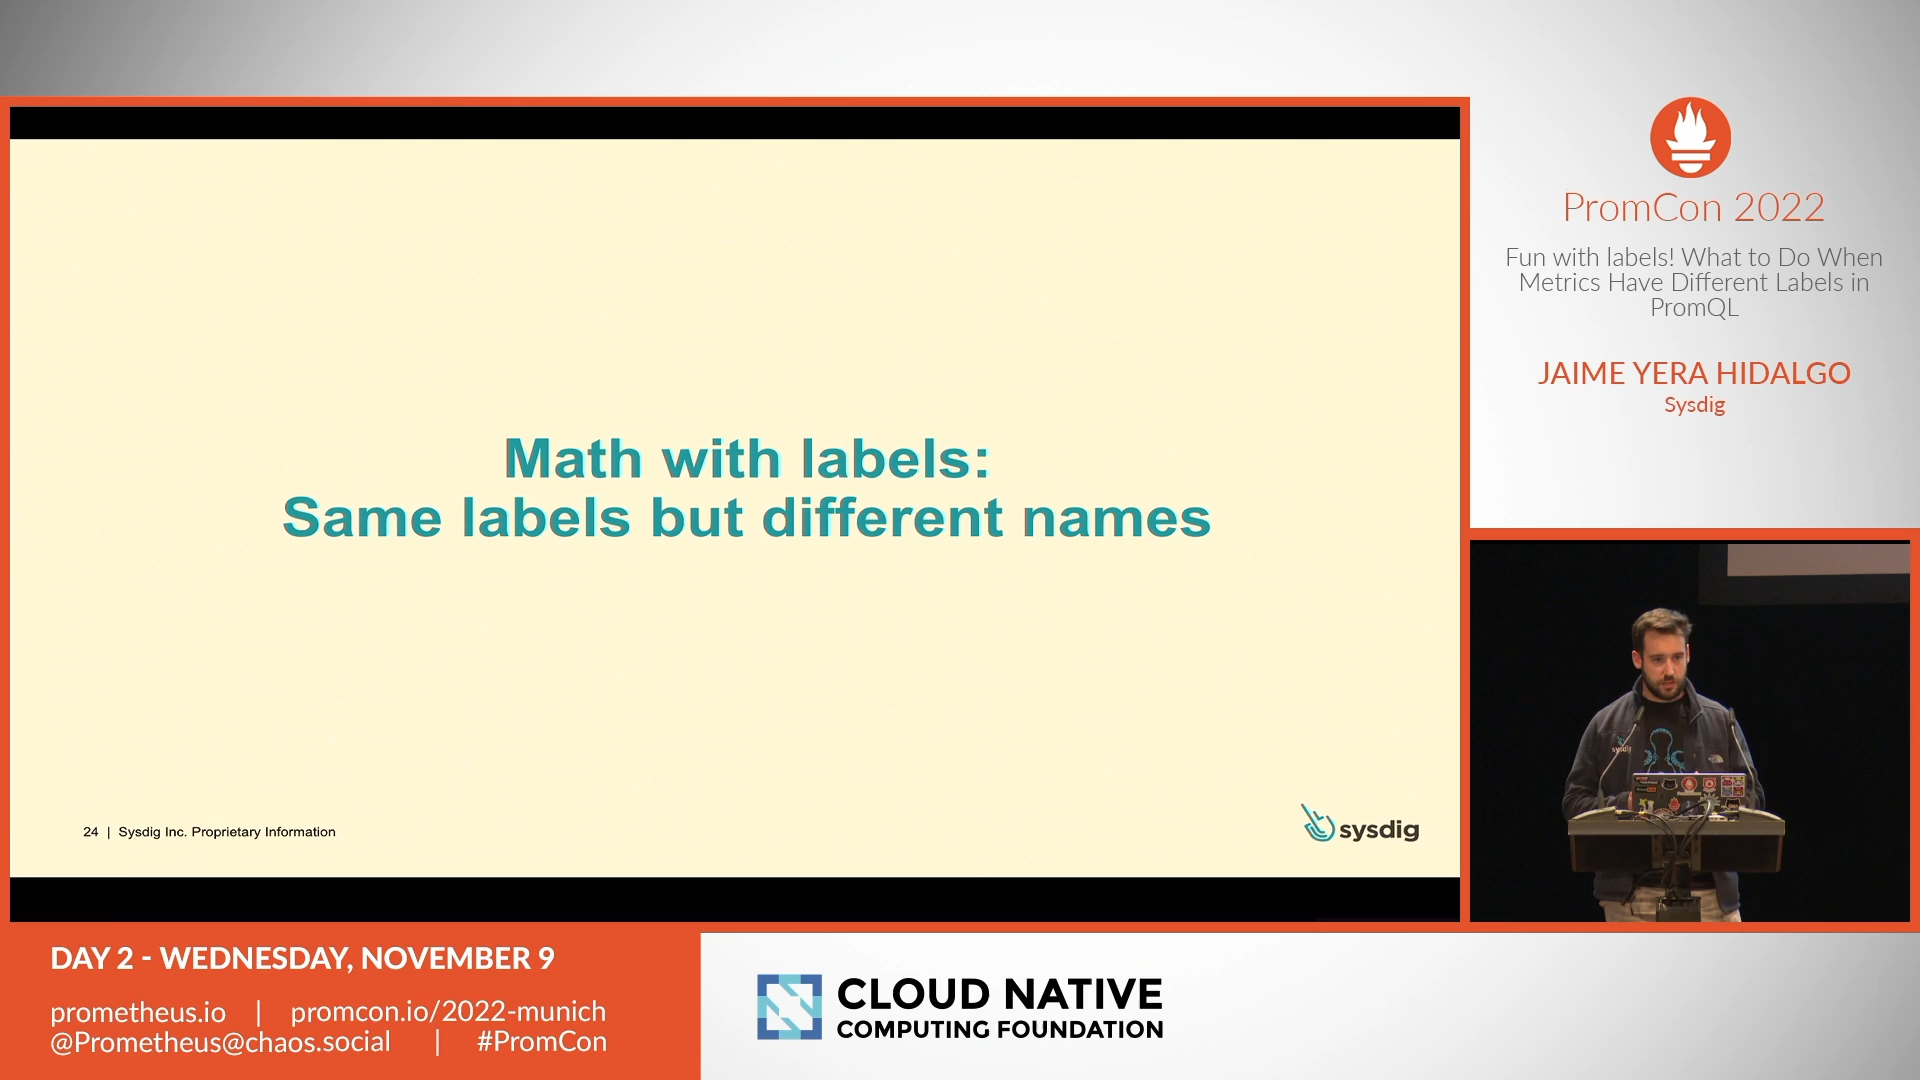 Math with labels:
Same labels but different names
24 | Sysdig Inc. Proprietary Information
sysdig
PromCon 2022
Fun with labels! What to Do When
Metrics Have Different Labels in
PromQL
JAIME YERA HIDALGO
Sysdig
sysdig
DAY 2 - WEDNESDAY, NOVEMBER 9
prometheus.io | promcon.io/2022-munich
@Prometheus@chaos.social | #PromCon
CLOUD NATIVE
COMPUTING FOUNDATION